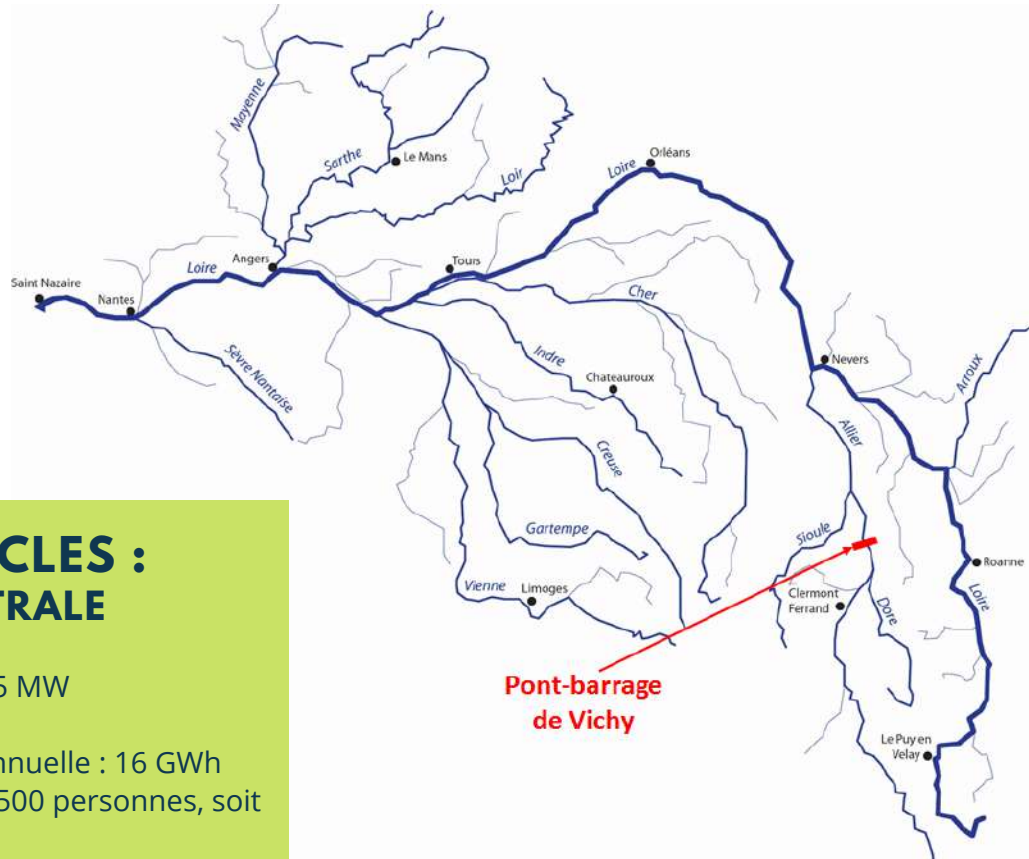 Mayenne
Sarthe
Le Mans
Loir
Orléans
Loire
Angers
Loire
Tours
Saint Nazaire
Nantes
Cher
Sèvre Nantaise
Indre
Chateauroux
Nevers
Arroux
Allier
Creuse
Gartempe
Sioule
Roanne
Vienne
Limoges
Clermont
Ferrand
Dore
Loire
Pont-barrage
de Vichy
Le Puy en
Velay
CLES :
TRALE
5 MW
nnuelle : 16 GWh
500 personnes, soit